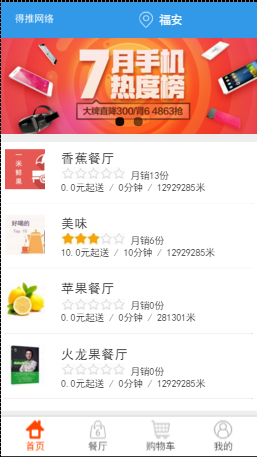 得推网络
福安
7月手机
热度榜
大牌直降300/背6 4863抢
香蕉餐厅
月销13份
0.0元起送 / 0分钟 / 12929285米
好喝的
美味
月销6份
10.0元起送 / 10分钟 / 12929285米
苹果餐厅
月销0份
0.0元起送 / 0分钟 / 281301米
火龙果餐厅
月销0份
0.0元起送 / 0分钟 / 12929285米
首页
餐厅
购物车
我的